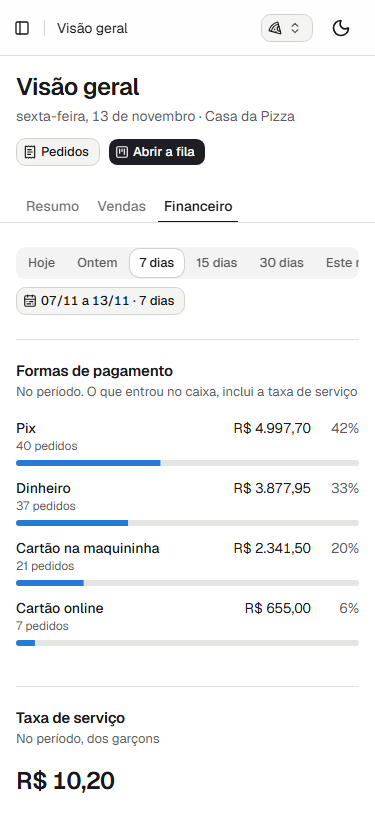 Visão geral
Visão geral
sexta-feira, 13 de novembro · Casa da Pizza
Pedidos
Abrir a fila
Resumo Vendas Financeiro
Hoje Ontem 7 dias 15 dias 30 dias Este
07/11 a 13/11 · 7 dias
Formas de pagamento
No período. O que entrou no caixa, inclui a taxa de serviço
Pix R$ 4.997,70 42%
40 pedidos
Dinheiro R$ 3.877,95 33%
37 pedidos
Cartão na maquininha R$ 2.341,50 20%
21 pedidos
Cartão online R$ 655,00 6%
7 pedidos
Taxa de serviço
No período, dos garçons
R$ 10,20